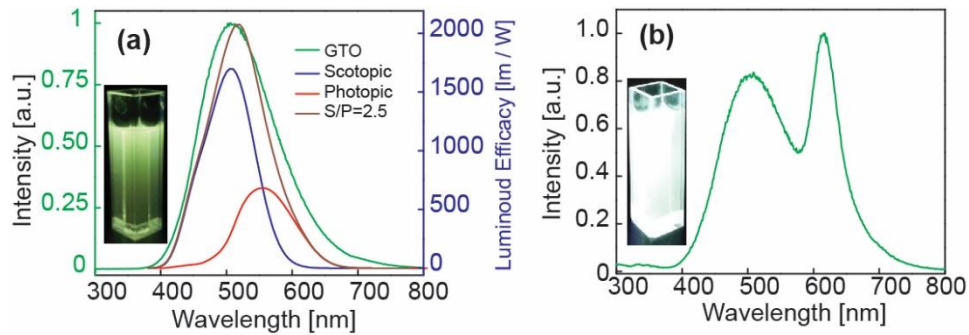 (a)
GTO
Scotopic
Photopic
S/P=2.5
Intensity [a.u.]
1
0.75
0.50
0.25
0
2000
1500
1000
500
0
Luminoud Efficacy [lm / W]
300 400 500 600 700 800
Wavelength [nm]
(b)
Intensity [a.u.]
1.0
0.8
0.6
0.4
0.2
0.0
300 400 500 600 700 800
Wavelength [nm]